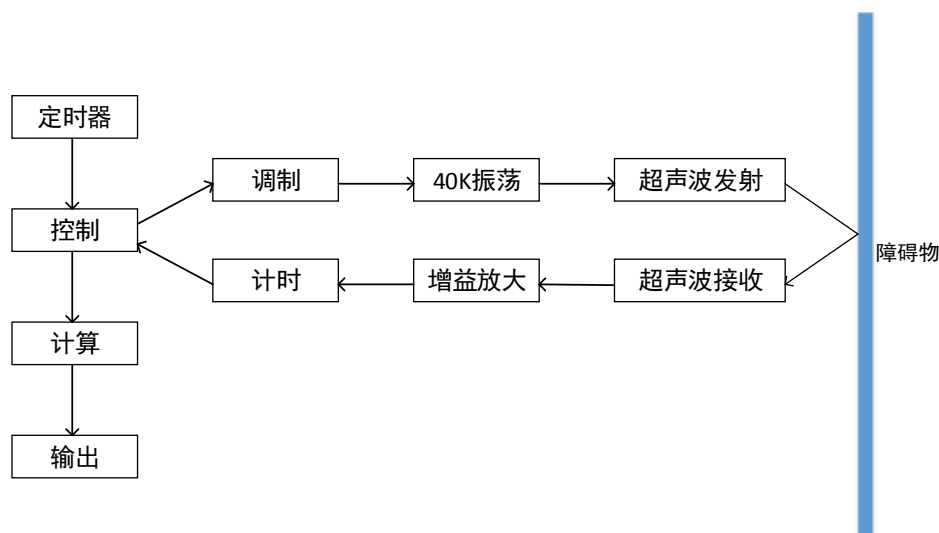 定时器
调制
40K振荡
超声波发射
控制
障碍物
计时
增益放大
超声波接收
计算
输出